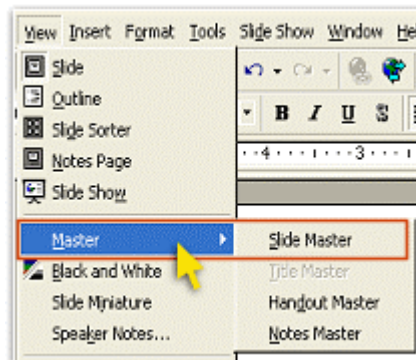 View Insert Format Tools Slide Show Window He
Slide
Outline
Slide Sorter
Notes Page
Slide Show
B I U S
4 3
Master
Slide Master
Black and White
Title Master
Slide Miniature
Handout Master
Speaker Notes...
Notes Master